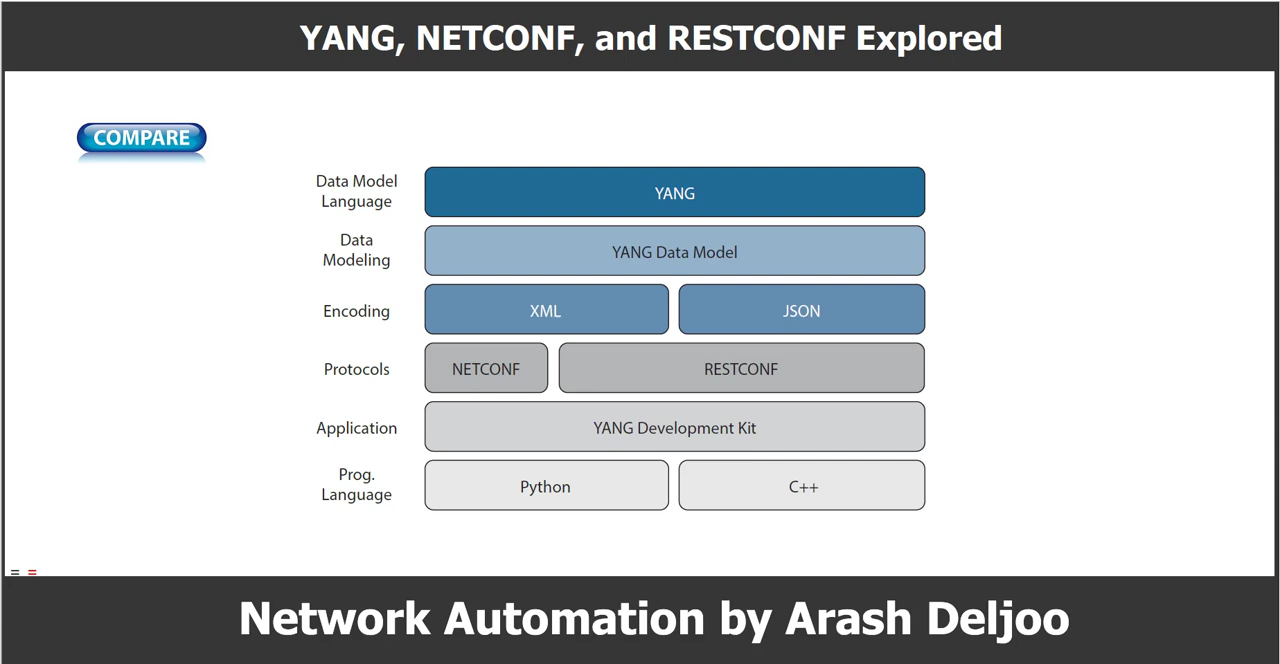 YANG, NETCONF, and RESTCONF Explored
COMPARE
Data Model
Language
YANG
Data
Modeling
YANG Data Model
Encoding
XML
JSON
Protocols
NETCONF
RESTCONF
Application
YANG Development Kit
Prog.
Language
Python
C++
= =
Network Automation by Arash Deljoo